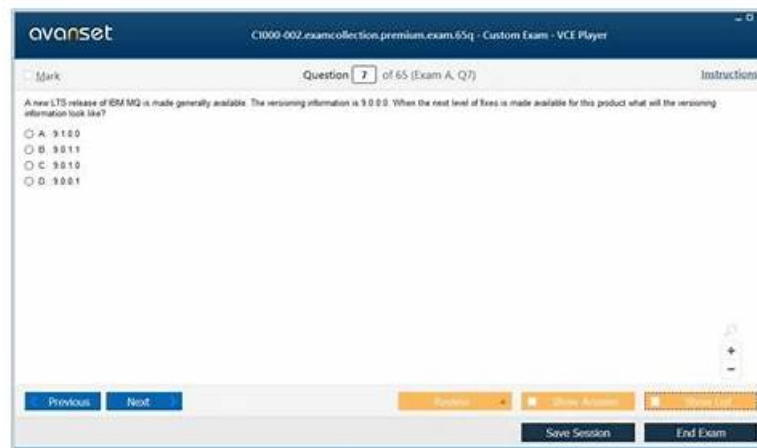 avanset
C1000-002.examcollection.premium.exam.65q - Custom Exam - VCE Player
Mark
Question 7 of 65 (Exam A, Q7)
Instructions
A new LTS release of IBM MQ is made generally available. The versioning information is 9.0.0.0. When the next level of fixes is made available for this product what will the versioning
information look like?
A. 9.1.0.0
B. 9.0.1.1
C. 9.0.1.0
D. 9.0.0.1
+
-
Previous
Next
Review
Show Answer
Show List
Save Session
End Exam